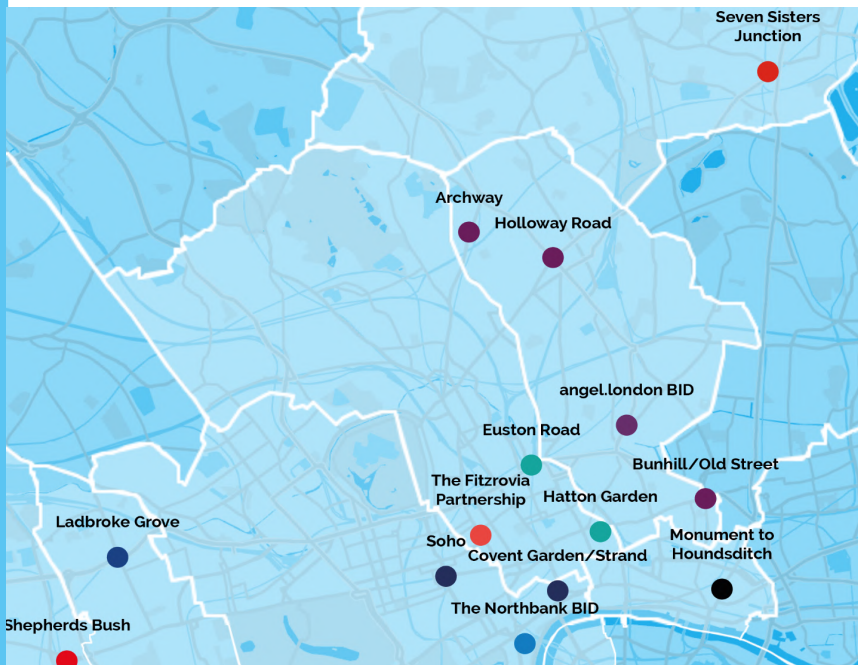 Seven Sisters
Junction
Archway
Holloway Road
angel.london BID
Euston Road
Bunhill/Old Street
The Fitzrovia
Partnership
Hatton Garden
Ladbroke Grove
Soho
Covent Garden/Strand
Monument to
Houndsditch
The Northbank BID
Shepherds Bush